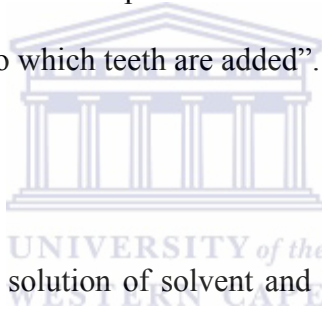 o which teeth are added”.
UNIVERSITY of the
solution of solvent and
WESTERN CAPE